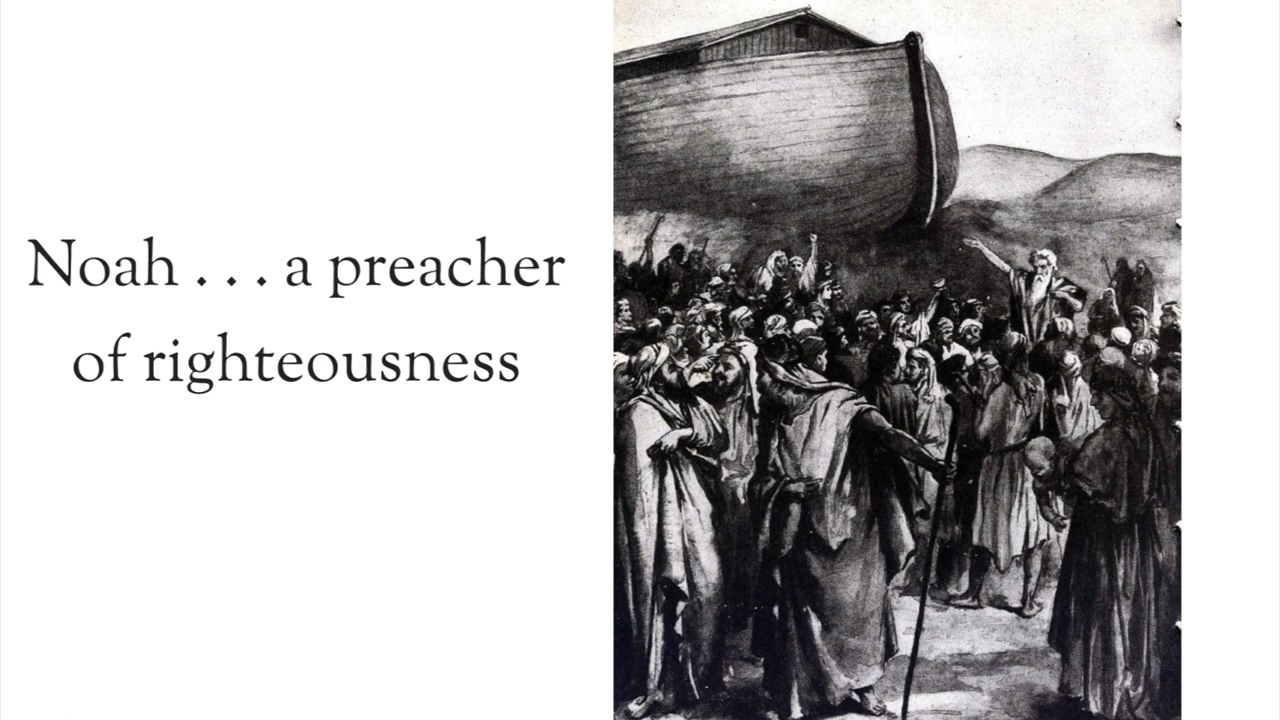 Noah . . . a preacher
of righteousness